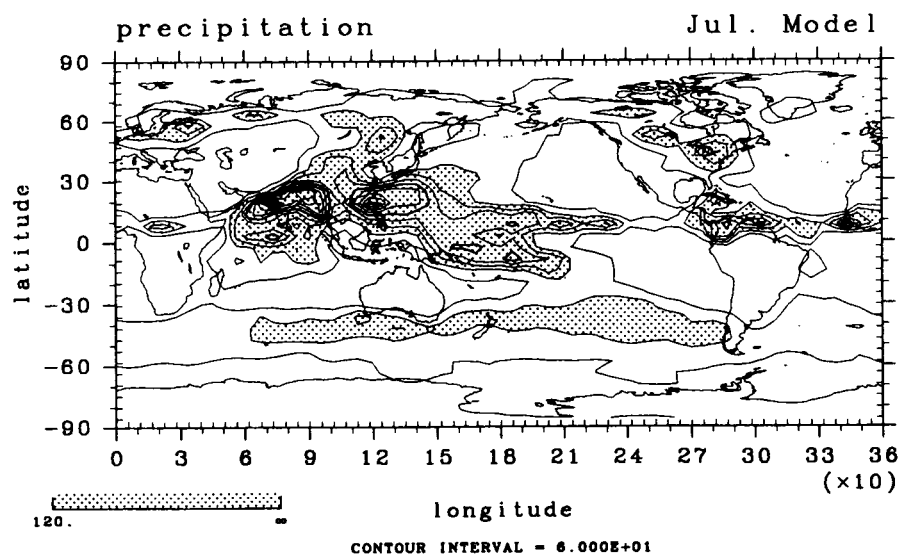 precipitation Jul. Model
90
60
30
0
-30
-60
-90
latitude
0 3 6 9 12 15 18 21 24 27 30 33 36
(×10)
longitude
120. ∞
CONTOUR INTERVAL = 6.000E+01